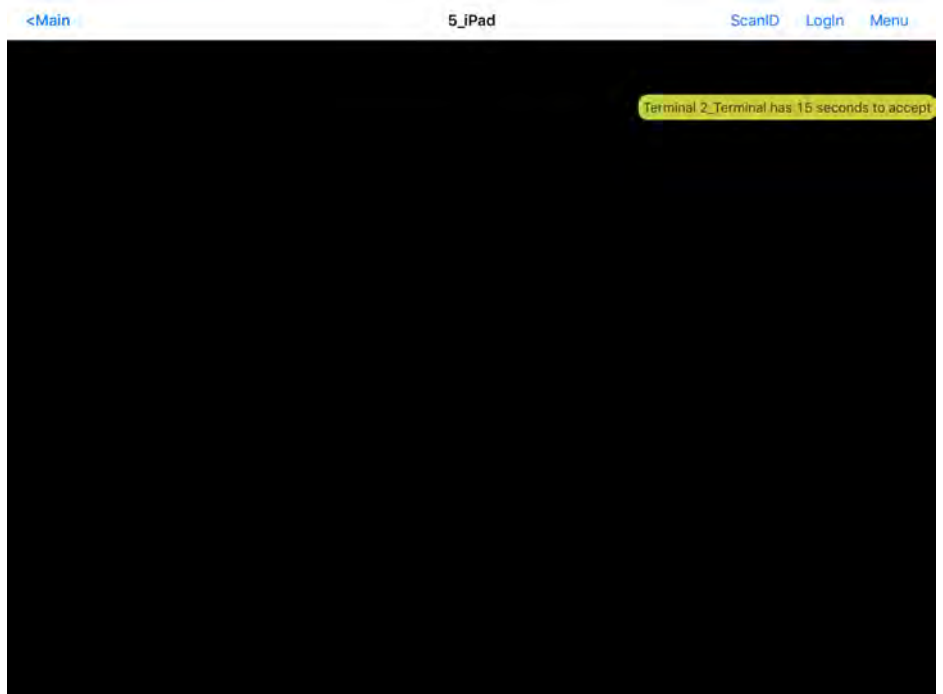 <Main 5_iPad ScanID LogIn Menu
Terminal 2_Terminal has 15 seconds to accept